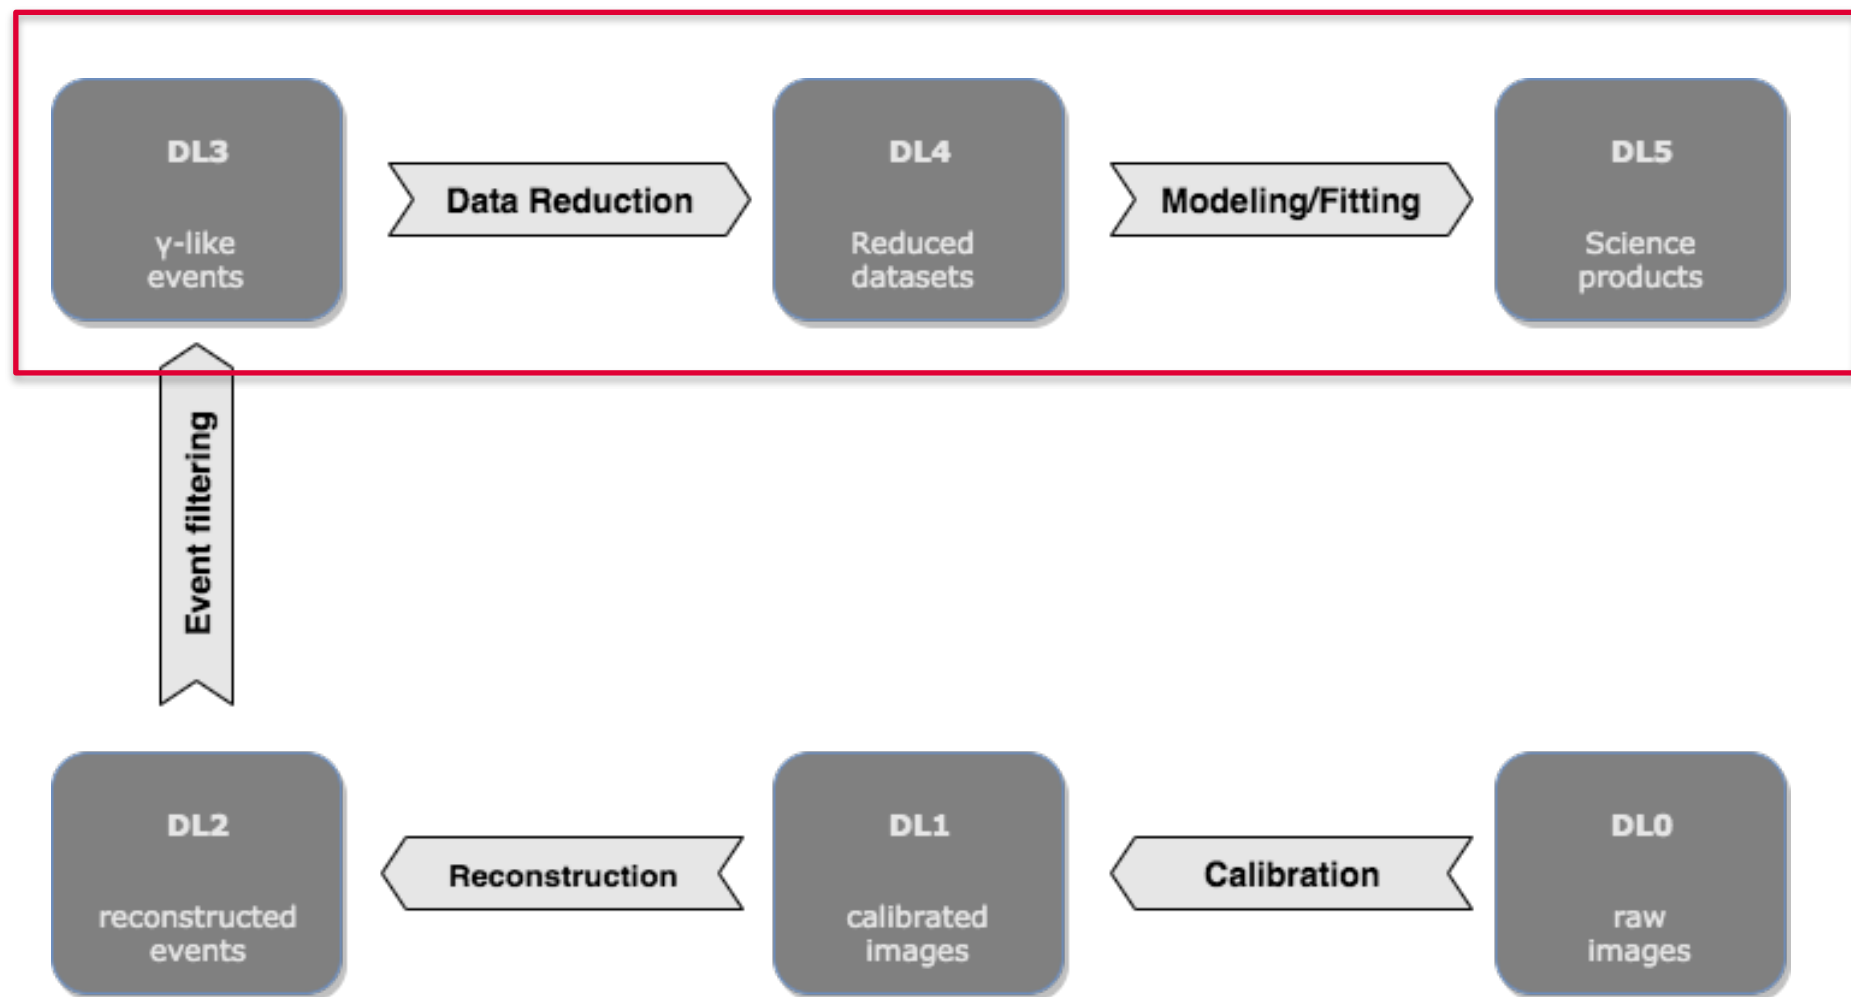 DL3
γ-like
events
Data Reduction
DL4
Reduced
datasets
Modeling/Fitting
DL5
Science
products
Event filtering
DL2
reconstructed
events
Reconstruction
DL1
calibrated
images
Calibration
DL0
raw
images